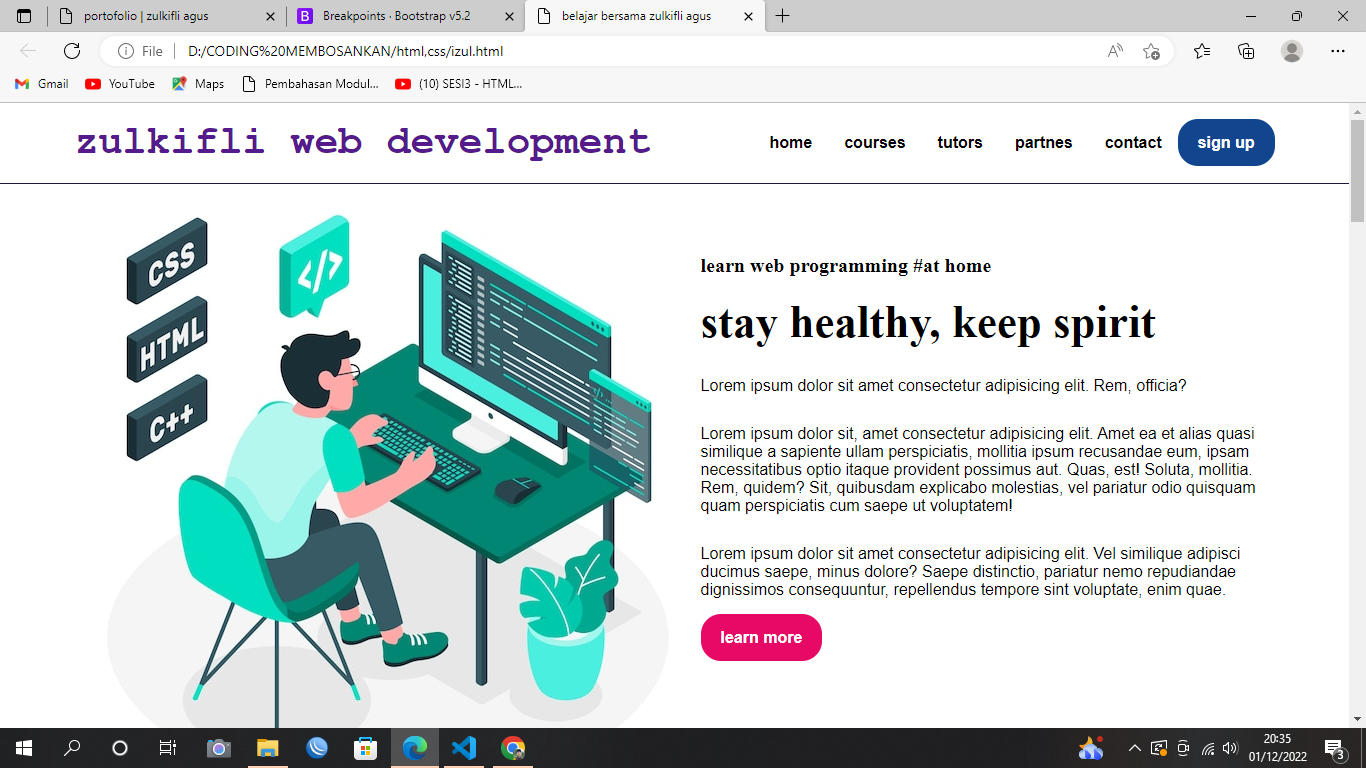 portofolio | zulkifli agus
Breakpoints · Bootstrap v5.2
belajar bersama zulkifli agus
File
D:/CODING%20MEMBOSANKAN/html,css/izul.html
Gmail
YouTube
Maps
Pembahasan Modul...
(10) SESI3 - HTML...
zulkifli web development
home
courses
tutors
partnes
contact
sign up
CSS
</>
HTML
C++
learn web programming #at home
stay healthy, keep spirit
Lorem ipsum dolor sit amet consectetur adipisicing elit. Rem, officia?
Lorem ipsum dolor sit, amet consectetur adipisicing elit. Amet ea et alias quasi
similique a sapiente ullam perspiciatis, mollitia ipsum recusandae eum, ipsam
necessitatibus optio itaque provident possimus aut. Quas, est! Soluta, mollitia.
Rem, quidem? Sit, quibusdam explicabo molestias, vel pariatur odio quisquam
quam perspiciatis cum saepe ut voluptatem!
Lorem ipsum dolor sit amet consectetur adipisicing elit. Vel similique adipisci
ducimus saepe, minus dolore? Saepe distinctio, pariatur nemo repudiandae
dignissimos consequuntur, repellendus tempore sint voluptate, enim quae.
learn more
20:35
01/12/2022
3